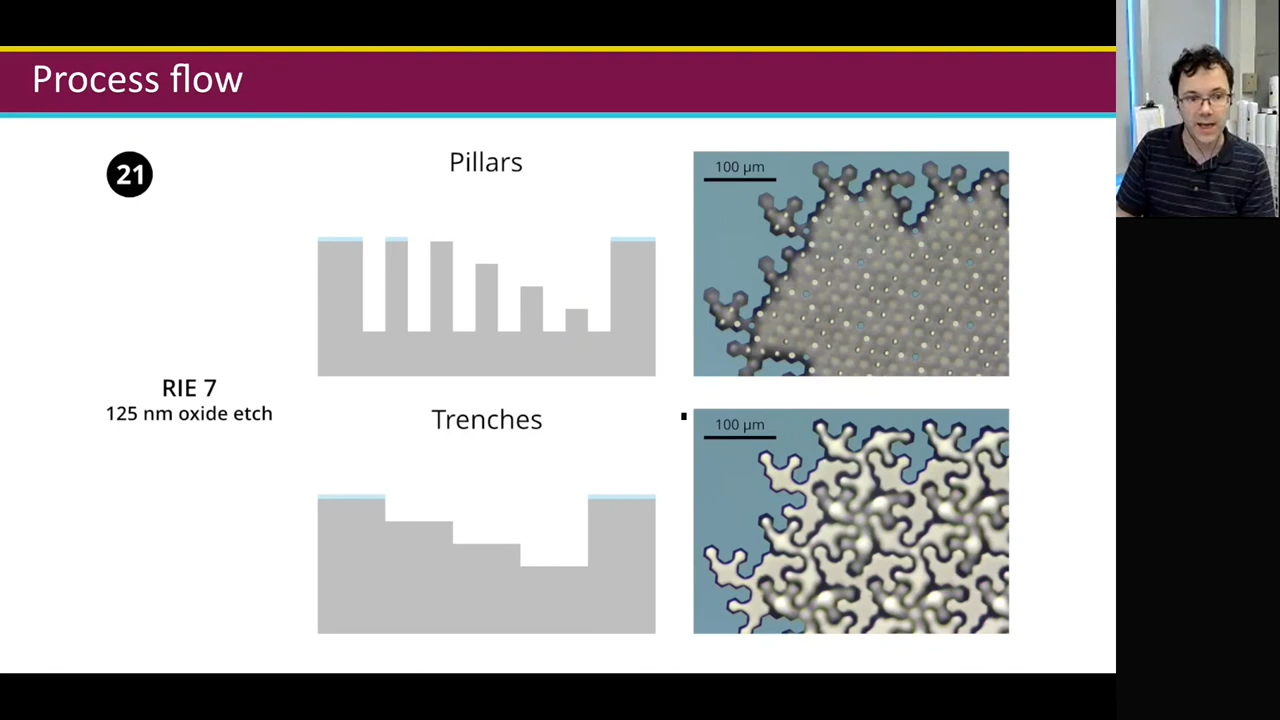 Process flow
21
Pillars
100 µm
RIE 7
125 nm oxide etch
Trenches
100 µm